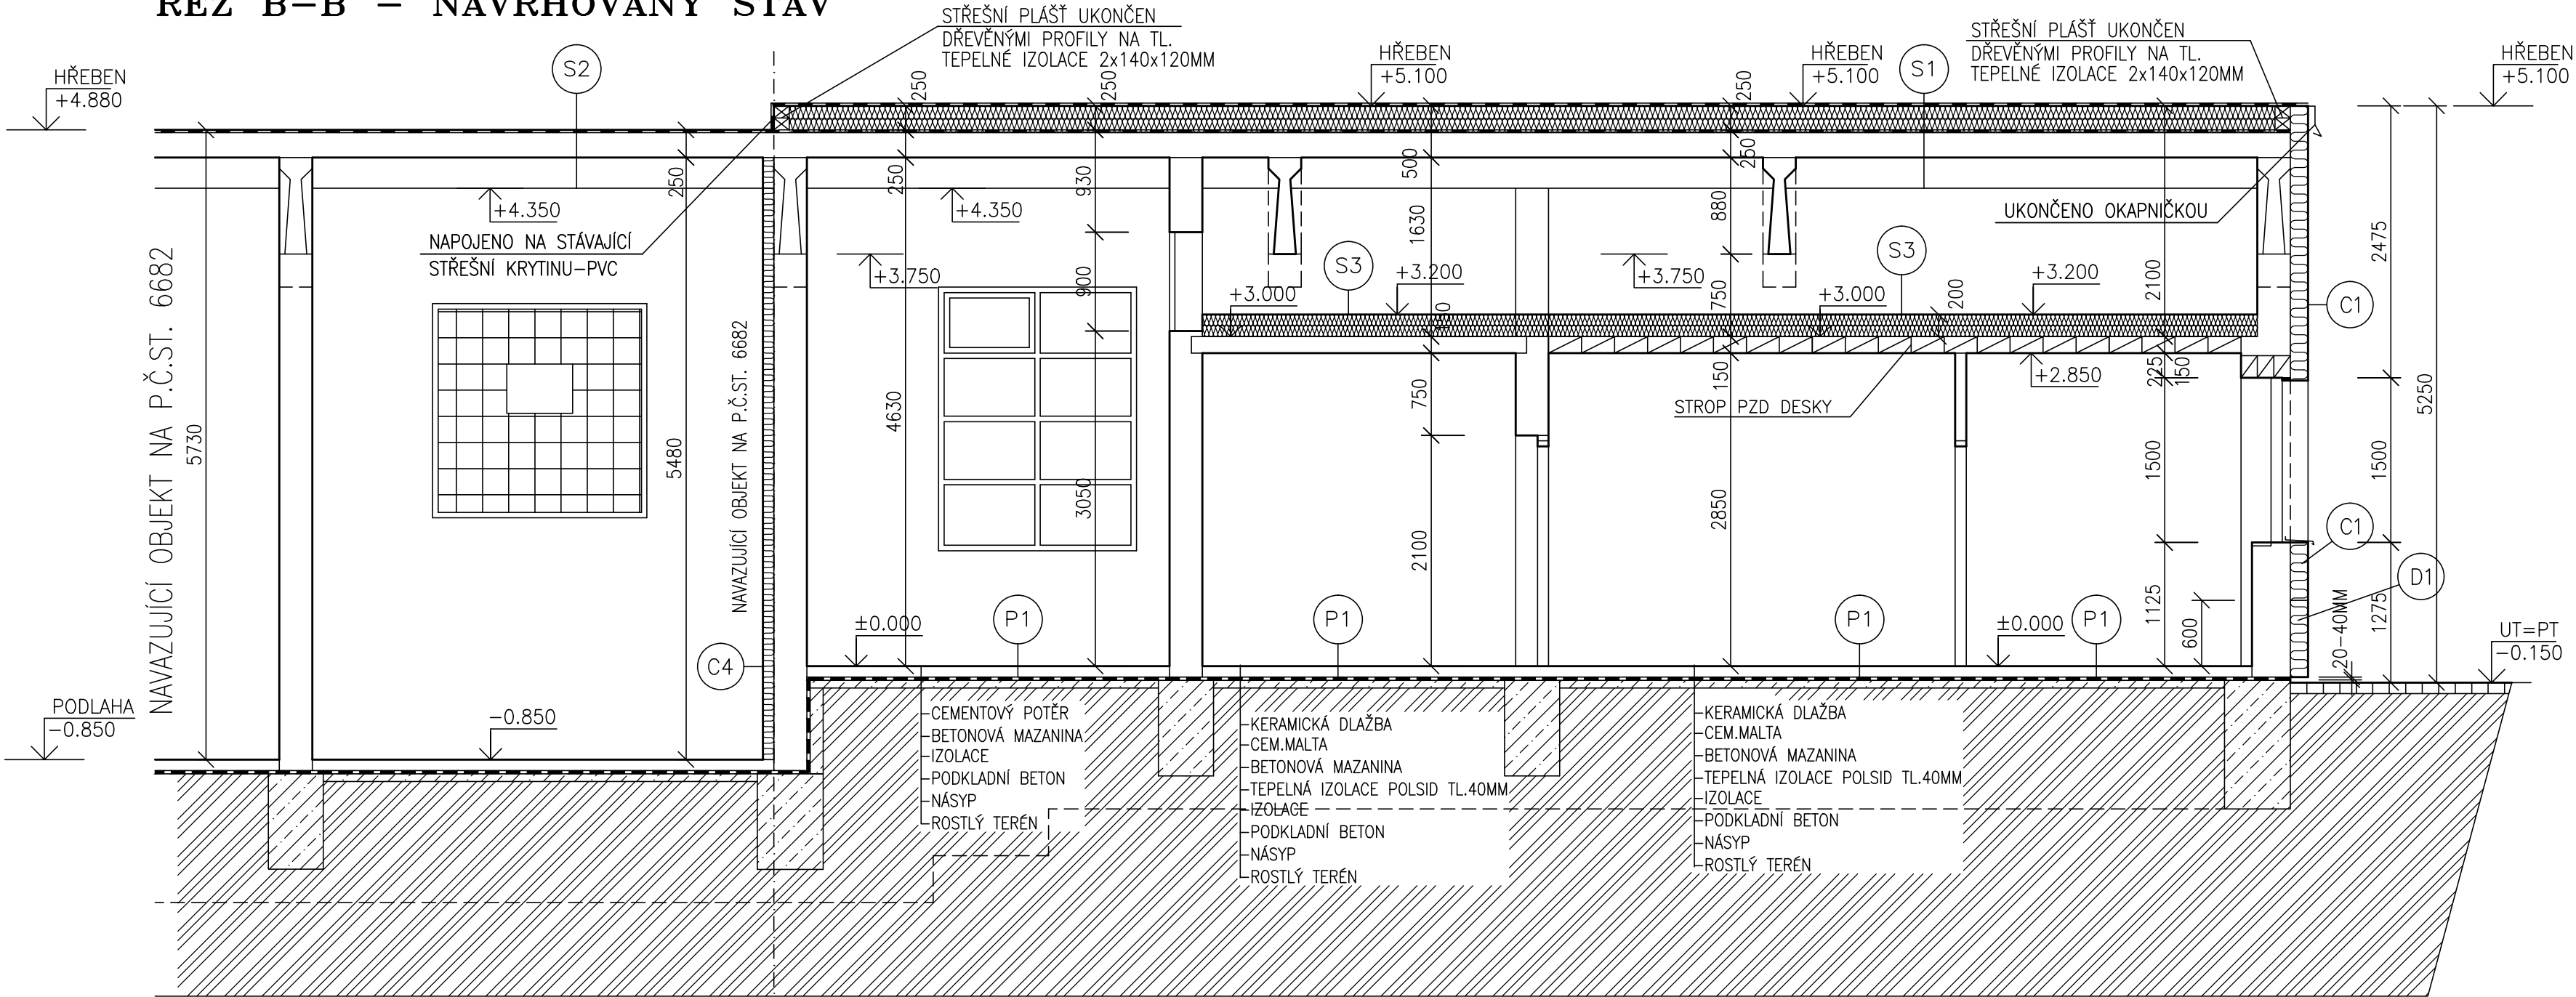 ŘEZ B-B - NAVRHOVANÝ STAV
STŘEŠNÍ PLÁŠŤ UKONČEN
DŘEVĚNÝMI PROFILY NA TL.
TEPELNÉ IZOLACE 2x140x120MM
STŘEŠNÍ PLÁŠŤ UKONČEN
DŘEVĚNÝMI PROFILY NA TL.
TEPELNÉ IZOLACE 2x140x120MM
HŘEBEN
+4.880
S2
HŘEBEN
+5.100
HŘEBEN
+5.100
S1
HŘEBEN
+5.100
250
250
250
250
250
930
500
250
880
1630
+4.350
+4.350
NAPOJENO NA STÁVAJÍCÍ
STŘEŠNÍ KRYTINU-PVC
UKONČENO OKAPNIČKOU
+3.750
900
S3
+3.200
+3.000
150
+3.750
750
S3
+3.000
200
+3.200
2100
2475
C1
NAVAZUJÍCÍ OBJEKT NA P.Č.ST. 6682
5730
5480
NAVAZUJÍCÍ OBJEKT NA P.Č.ST. 6682
4630
3050
750
150
STROP PZD DESKY
+2.850
225
150
5250
2100
2850
1500
1500
C1
D1
1125
600
1275
20-40MM
UT=PT
-0.150
±0.000
P1
P1
P1
±0.000
P1
C4
PODLAHA
-0.850
-0.850
CEMENTOVÝ POTĚR
BETONOVÁ MAZANINA
IZOLACE
PODKLADNÍ BETON
NÁSYP
ROSTLÝ TERÉN
KERAMICKÁ DLAŽBA
CEM.MALTA
BETONOVÁ MAZANINA
TEPELNÁ IZOLACE POLSID TL.40MM
IZOLACE
PODKLADNÍ BETON
NÁSYP
ROSTLÝ TERÉN
KERAMICKÁ DLAŽBA
CEM.MALTA
BETONOVÁ MAZANINA
TEPELNÁ IZOLACE POLSID TL.40MM
IZOLACE
PODKLADNÍ BETON
NÁSYP
ROSTLÝ TERÉN